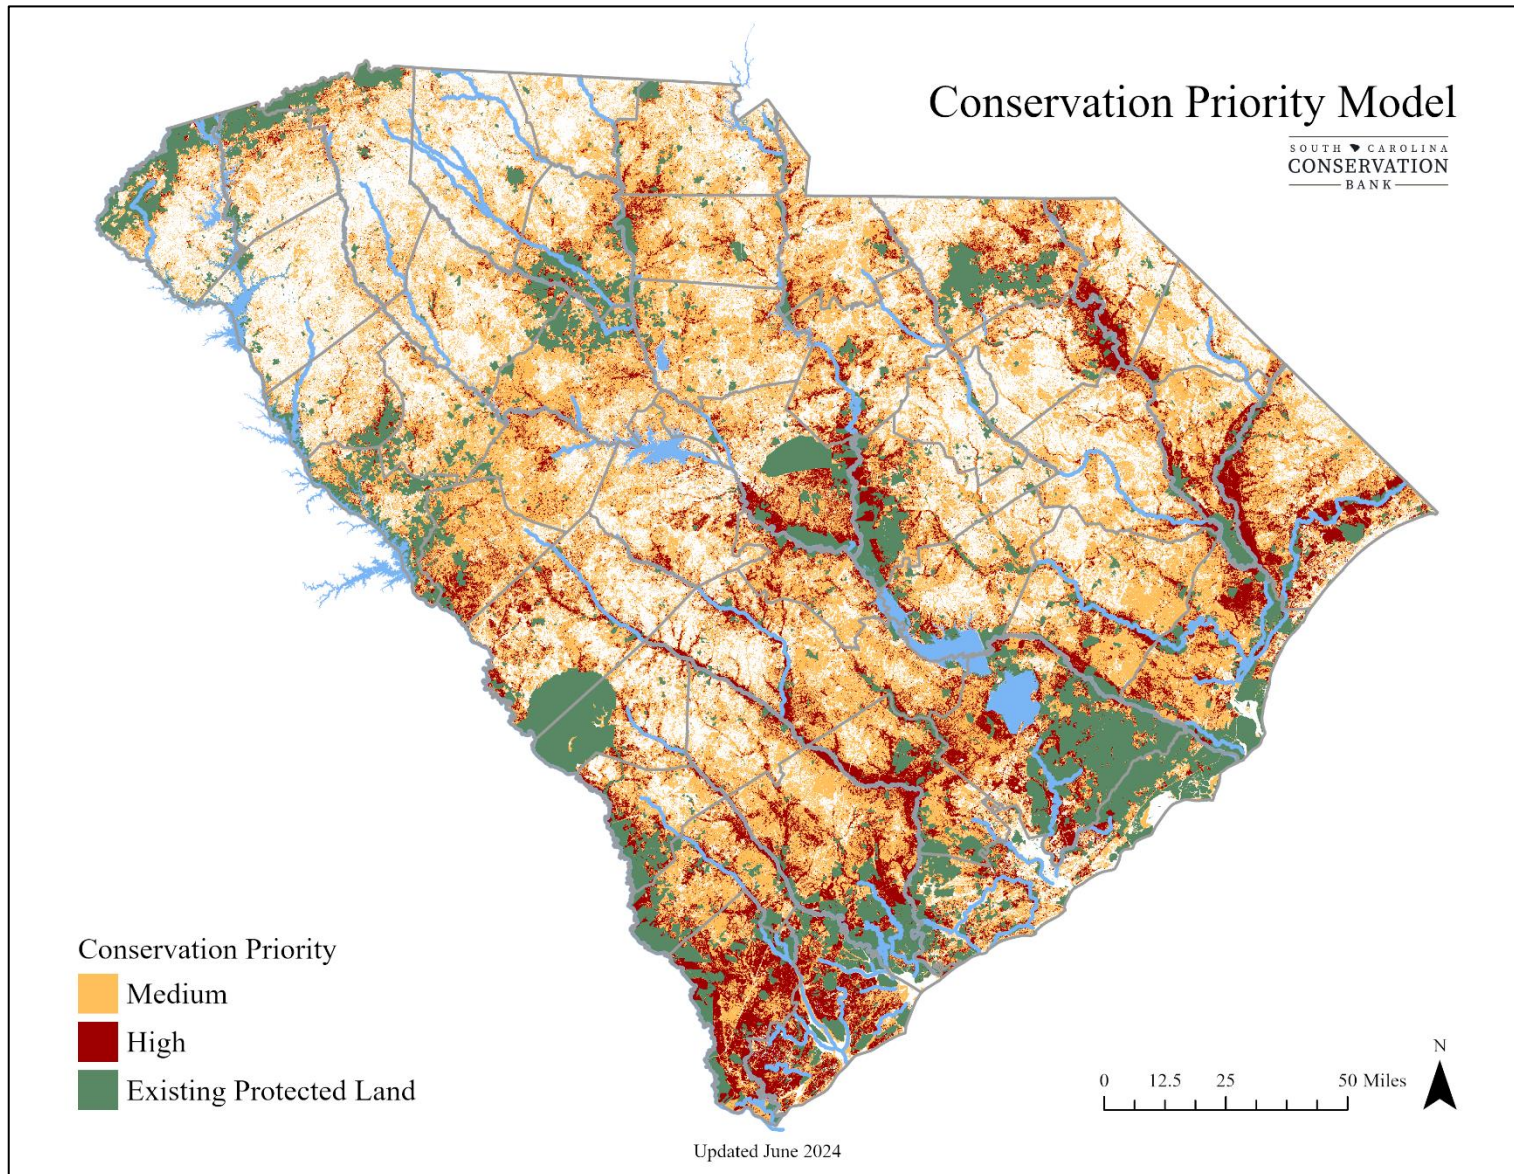 Conservation Priority Model
SOUTH CAROLINA
CONSERVATION
BANK
Conservation Priority
Medium
High
Existing Protected Land
0 12.5 25 50 Miles
N
Updated June 2024